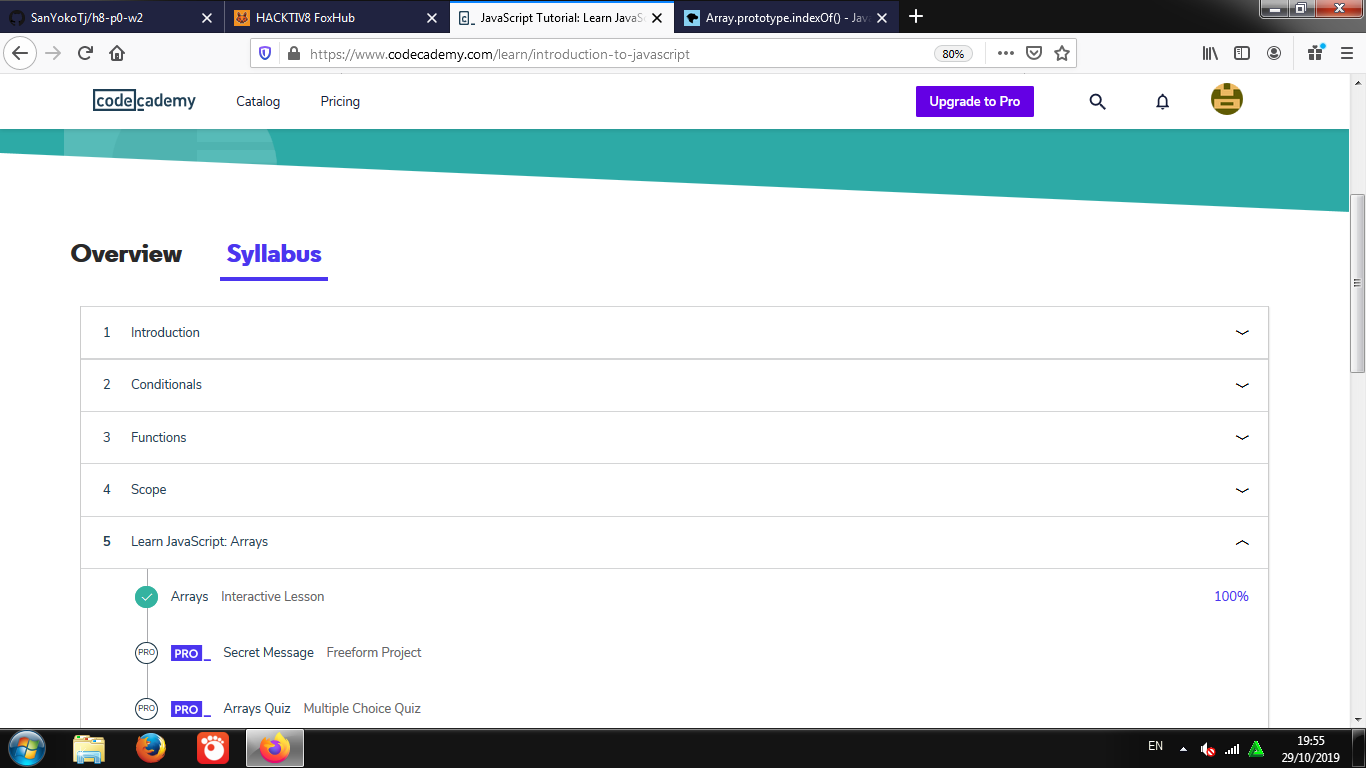 SanYokoTj/h8-p0-w2
HACKTIV8 FoxHub
JavaScript Tutorial: Learn JavaS
Array.prototype.indexOf() - Jav
https://www.codecademy.com/learn/introduction-to-javascript
80%
codecademy
Catalog
Pricing
Upgrade to Pro
Overview
Syllabus
1 Introduction
2 Conditionals
3 Functions
4 Scope
5 Learn JavaScript: Arrays
Arrays Interactive Lesson 100%
PRO PRO_ Secret Message Freeform Project
PRO PRO_ Arrays Quiz Multiple Choice Quiz
EN
19:55
29/10/2019